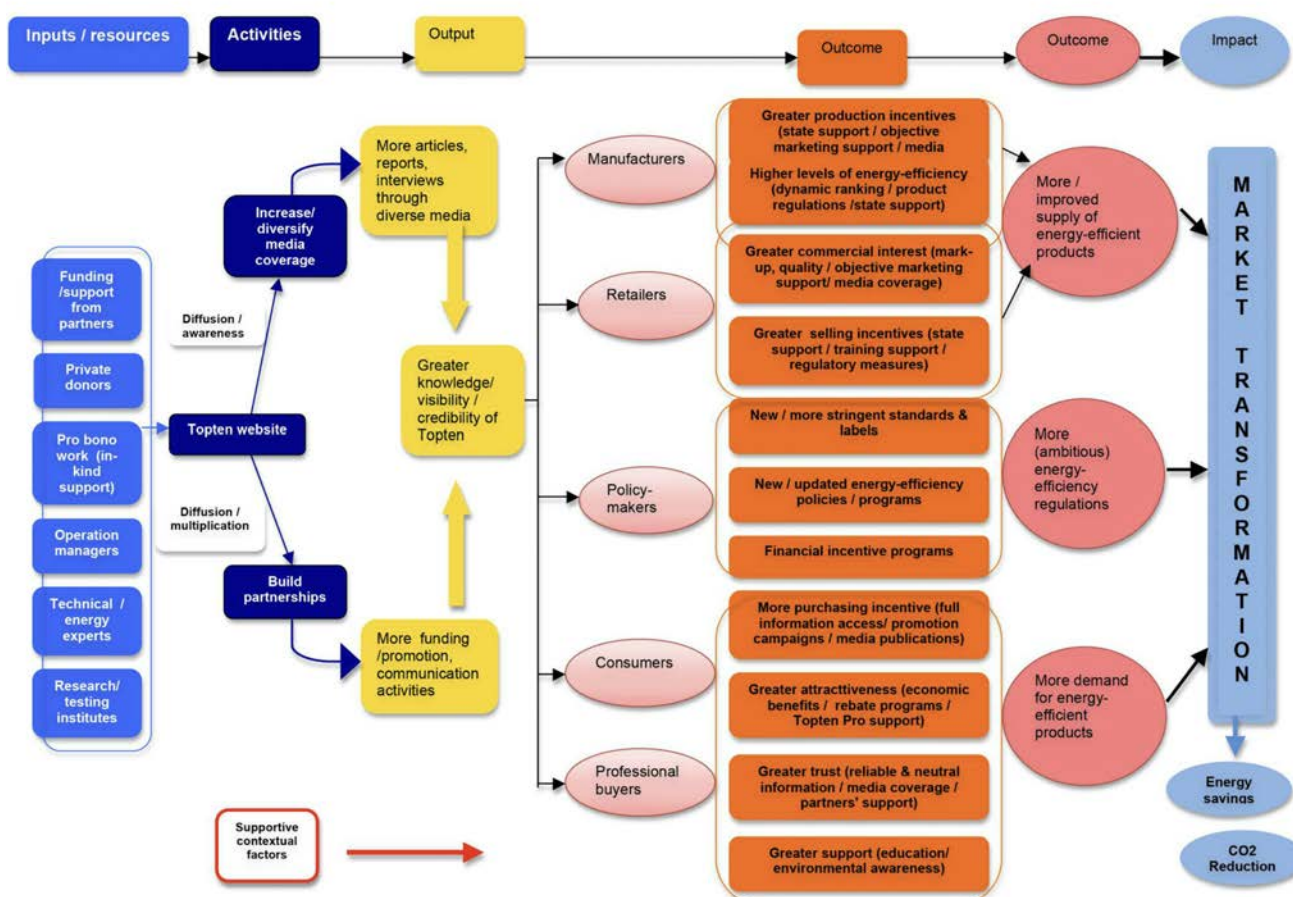 Inputs / resources
Activities
Output
Outcome
Outcome
Impact
Funding
/support
from
partners
Private
donors
Pro bono
work (in-
kind
support)
Operation
managers
Technical /
energy
experts
Research/
testing
institutes
Diffusion /
awareness
Topten website
Diffusion /
multiplication
Increase/
diversify
media
coverage
Build
partnerships
More articles,
reports,
interviews
through
diverse media
Greater
knowledge/
visibility /
credibility of
Topten
More funding
/promotion,
communication
activities
Manufacturers
Retailers
Policy-
makers
Consumers
Professional
buyers
Greater production incentives
(state support / objective
marketing support / media
Higher levels of energy-efficiency
(dynamic ranking / product
regulations /state support)
Greater commercial interest (mark-
up, quality / objective marketing
support/ media coverage)
Greater selling incentives (state
support / training support /
regulatory measures)
New / more stringent standards &
labels
New / updated energy-efficiency
policies / programs
Financial incentive programs
More purchasing incentive (full
information access/ promotion
campaigns / media publications)
Greater attracttiveness (economic
benefits / rebate programs /
Topten Pro support)
Greater trust (reliable & neutral
information / media coverage /
partners' support)
Greater support (education/
environmental awareness)
More /
improved
supply of
energy-efficient
products
More
(ambitious)
energy-
efficiency
regulations
More demand
for energy-
efficient
products
MARKET TRANSFORMATION
Energy
savings
CO2
Reduction
Supportive
contextual
factors